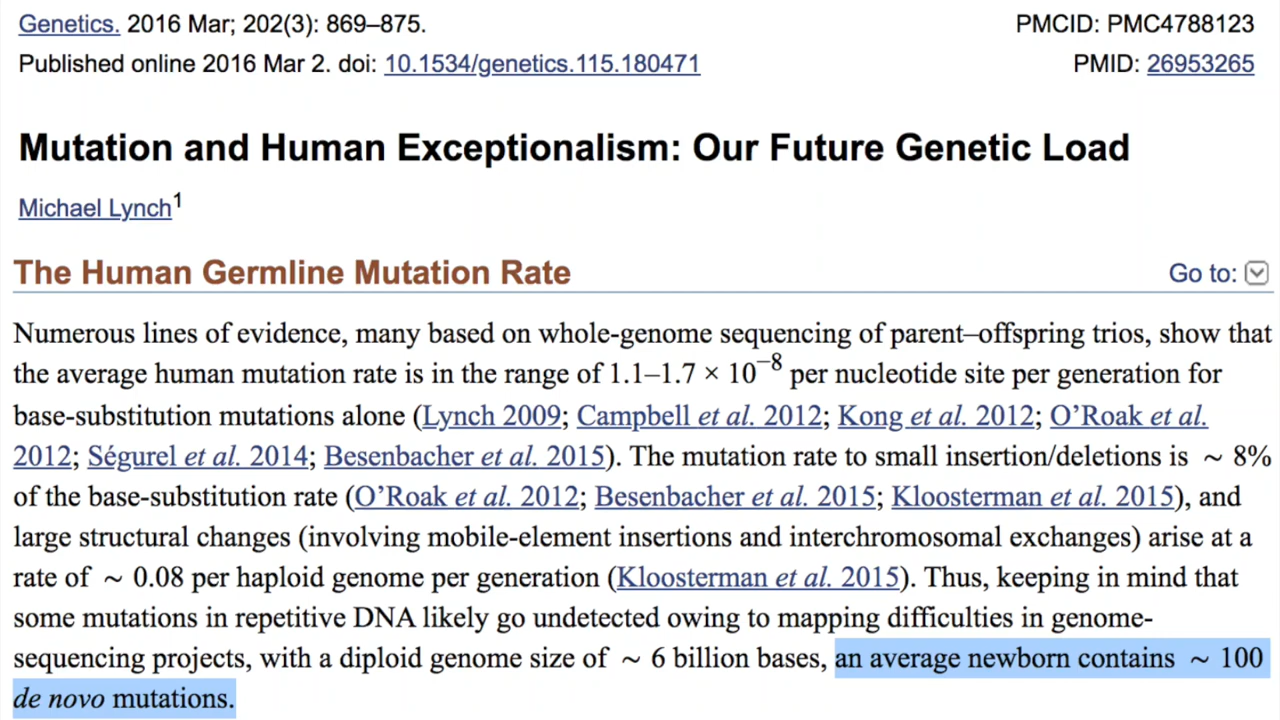 Genetics. 2016 Mar; 202(3): 869–875. PMCID: PMC4788123
Published online 2016 Mar 2. doi: 10.1534/genetics.115.180471 PMID: 26953265
Mutation and Human Exceptionalism: Our Future Genetic Load
Michael Lynch1
The Human Germline Mutation Rate Go to:
Numerous lines of evidence, many based on whole-genome sequencing of parent–offspring trios, show that
the average human mutation rate is in the range of 1.1–1.7 × 10−8 per nucleotide site per generation for
base-substitution mutations alone (Lynch 2009; Campbell et al. 2012; Kong et al. 2012; O’Roak et al.
2012; Ségurel et al. 2014; Besenbacher et al. 2015). The mutation rate to small insertion/deletions is ∼ 8%
of the base-substitution rate (O’Roak et al. 2012; Besenbacher et al. 2015; Kloosterman et al. 2015), and
large structural changes (involving mobile-element insertions and interchromosomal exchanges) arise at a
rate of ∼ 0.08 per haploid genome per generation (Kloosterman et al. 2015). Thus, keeping in mind that
some mutations in repetitive DNA likely go undetected owing to mapping difficulties in genome-
sequencing projects, with a diploid genome size of ∼ 6 billion bases, an average newborn contains ∼ 100
de novo mutations.